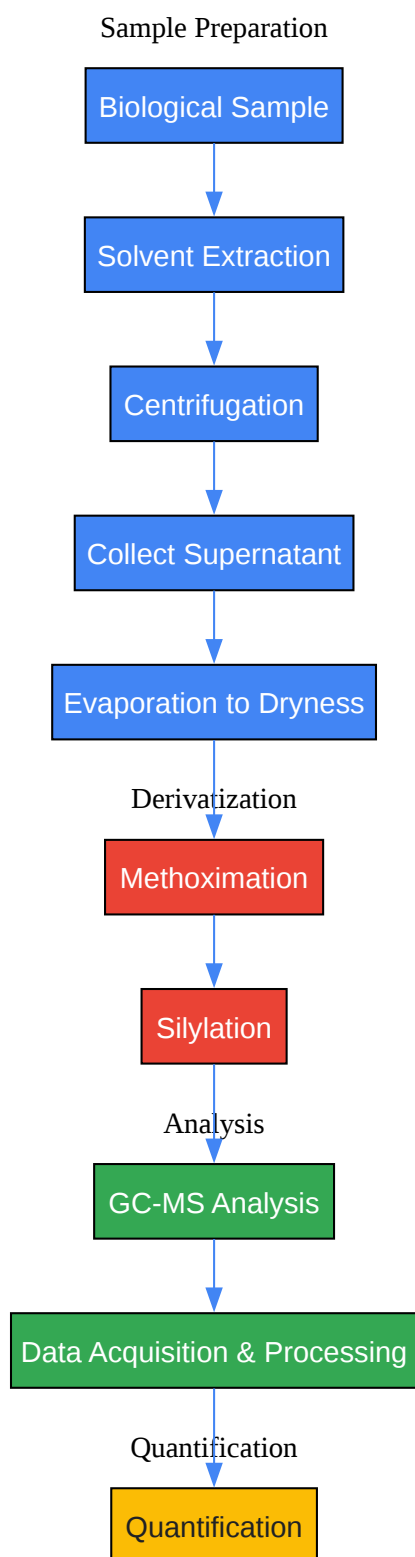 Sample Preparation
Biological Sample
Solvent Extraction
Centrifugation
Collect Supernatant
Evaporation to Dryness
Derivatization
Methoximation
Silylation
Analysis
GC-MS Analysis
Data Acquisition & Processing
Quantification
Quantification